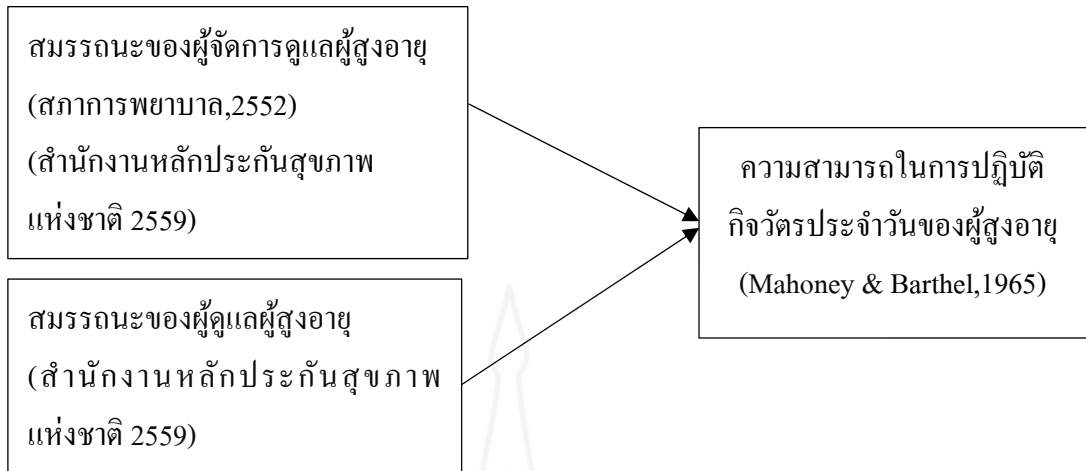 สมรรถนะของผู้จัดการดูแลผู้สูงอายุ
(สภาการพยาบาล,2552)
(สำนักงานหลักประกันสุขภาพ
แห่งชาติ 2559)
ความสามารถในการปฏิบัติ
กิจวัตรประจำวันของผู้สูงอายุ
(Mahoney & Barthel,1965)
สมรรถนะของผู้ดูแลผู้สูงอายุ
(สำนักงานหลักประกันสุขภาพ
แห่งชาติ 2559)